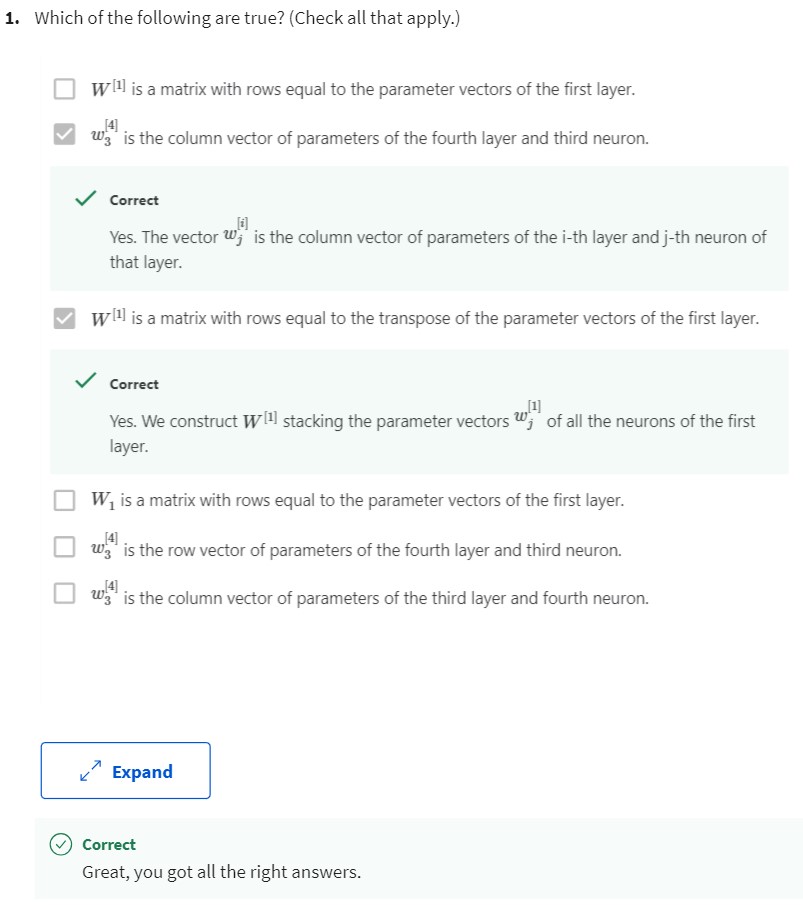 1. Which of the following are true? (Check all that apply.)
W^[1] is a matrix with rows equal to the parameter vectors of the first layer.
w_3^[4] is the column vector of parameters of the fourth layer and third neuron.
Correct
Yes. The vector w_j^[i] is the column vector of parameters of the i-th layer and j-th neuron of
that layer.
W^[1] is a matrix with rows equal to the transpose of the parameter vectors of the first layer.
Correct
Yes. We construct W^[1] stacking the parameter vectors w_j^[1] of all the neurons of the first
layer.
W_1 is a matrix with rows equal to the parameter vectors of the first layer.
w_3^[4] is the row vector of parameters of the fourth layer and third neuron.
w_3^[4] is the column vector of parameters of the third layer and fourth neuron.
Expand
Correct
Great, you got all the right answers.